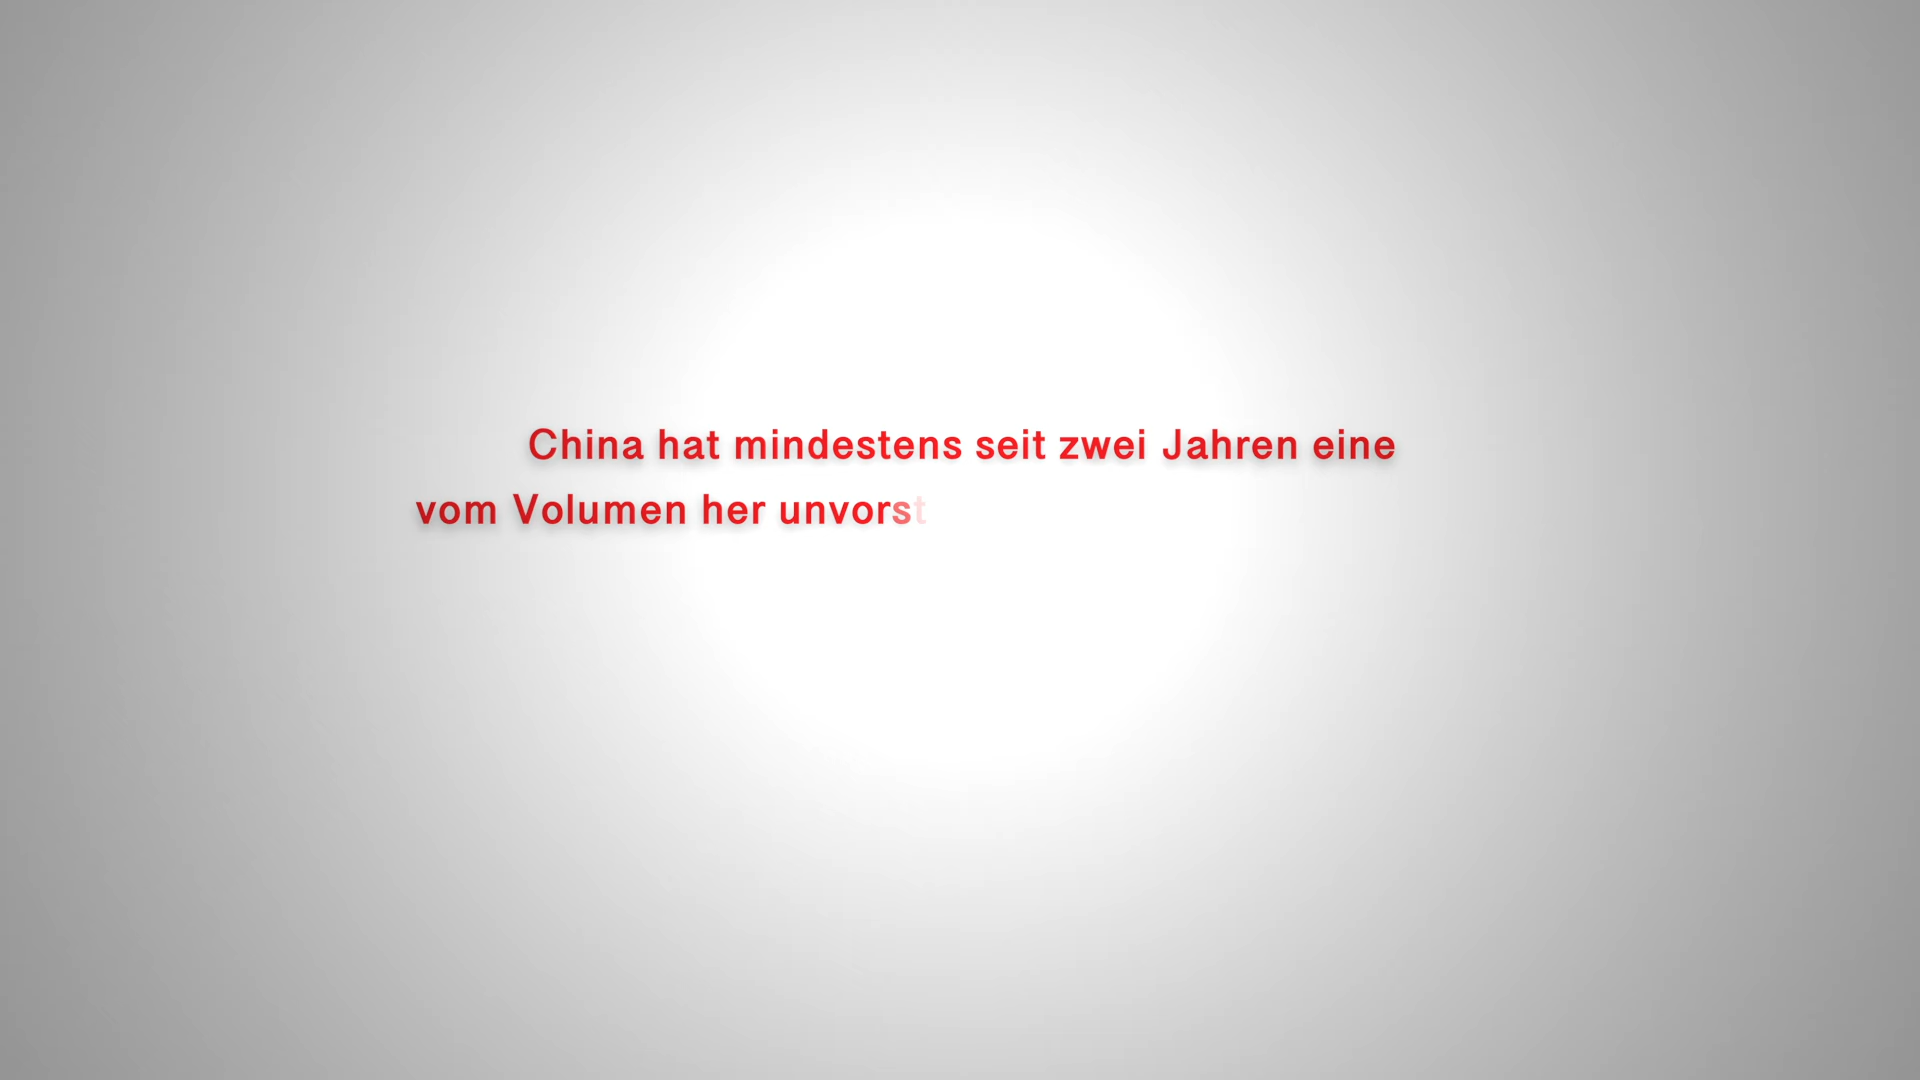 China hat mindestens seit zwei Jahren eine
vom Volumen her unvorst